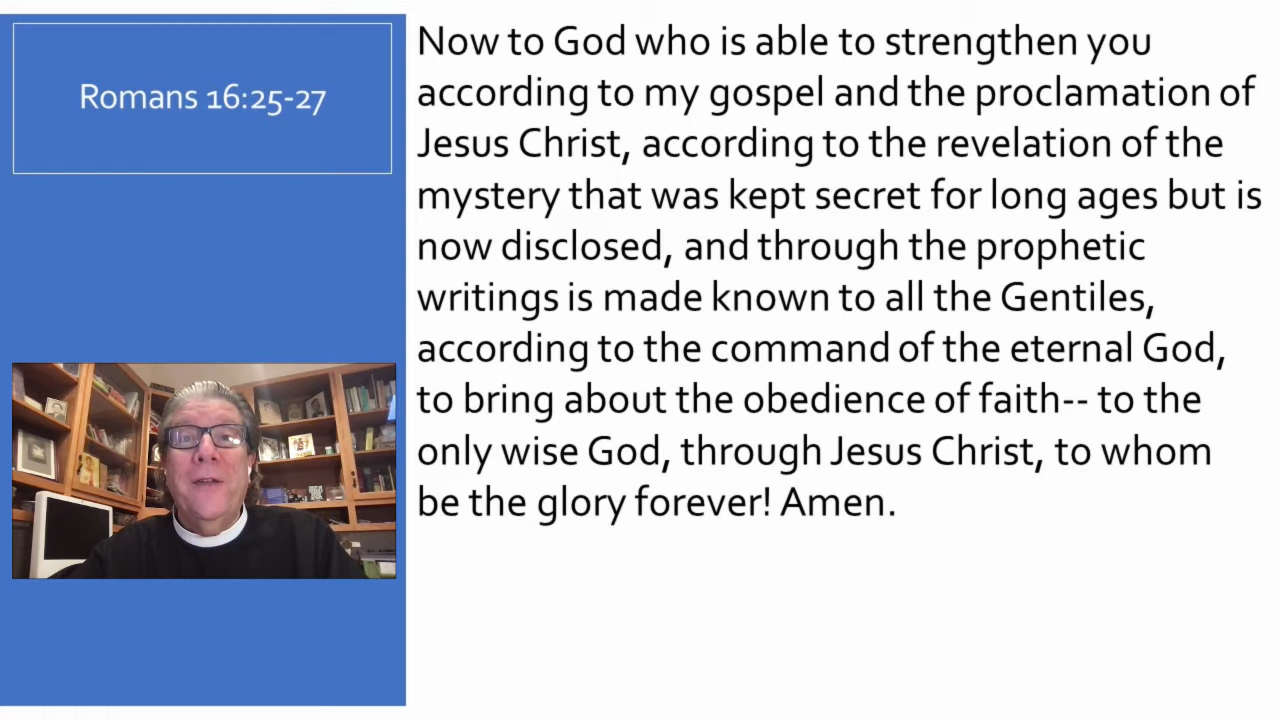 Romans 16:25-27
Now to God who is able to strengthen you
according to my gospel and the proclamation of
Jesus Christ, according to the revelation of the
mystery that was kept secret for long ages but is
now disclosed, and through the prophetic
writings is made known to all the Gentiles,
according to the command of the eternal God,
to bring about the obedience of faith-- to the
only wise God, through Jesus Christ, to whom
be the glory forever! Amen.